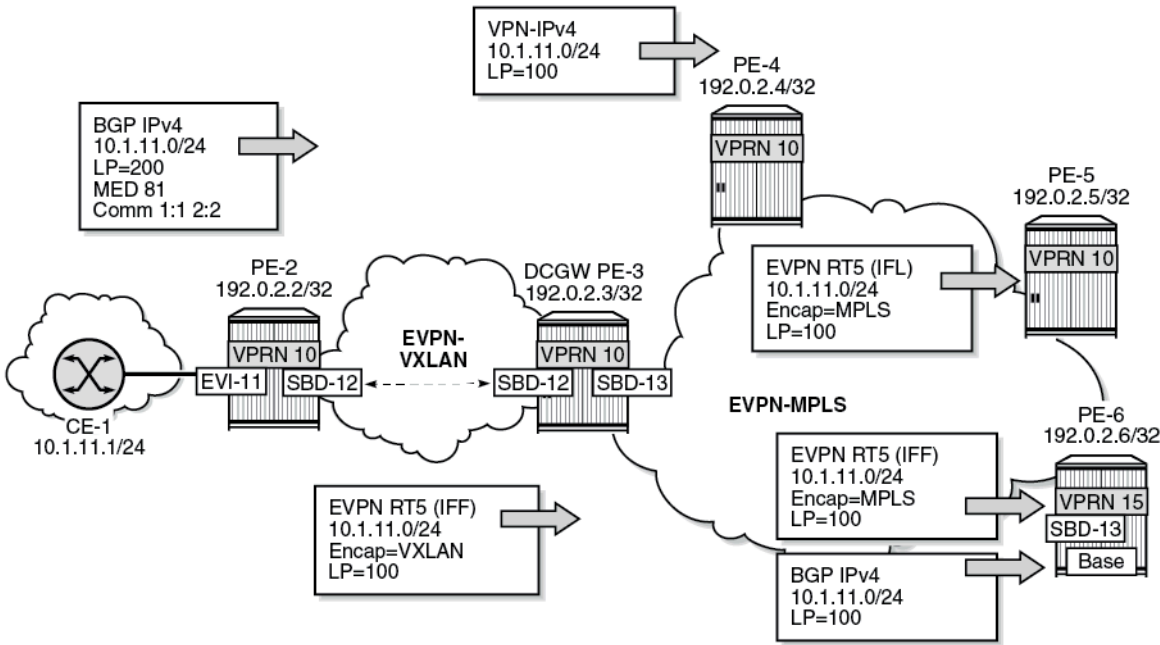 VPN-IPv4
10.1.11.0/24
LP=100
PE-4
192.0.2.4/32
VPRN 10
BGP IPv4
10.1.11.0/24
LP=200
MED 81
Comm 1:1 2:2
PE-5
192.0.2.5/32
VPRN 10
PE-2
192.0.2.2/32
VPRN 10
EVI-11
SBD-12
EVPN-
VXLAN
DCGW PE-3
192.0.2.3/32
VPRN 10
SBD-12
SBD-13
EVPN RT5 (IFL)
10.1.11.0/24
Encap=MPLS
LP=100
CE-1
10.1.11.1/24
EVPN-MPLS
PE-6
192.0.2.6/32
VPRN 15
SBD-13
Base
EVPN RT5 (IFF)
10.1.11.0/24
Encap=MPLS
LP=100
EVPN RT5 (IFF)
10.1.11.0/24
Encap=VXLAN
LP=100
BGP IPv4
10.1.11.0/24
LP=100